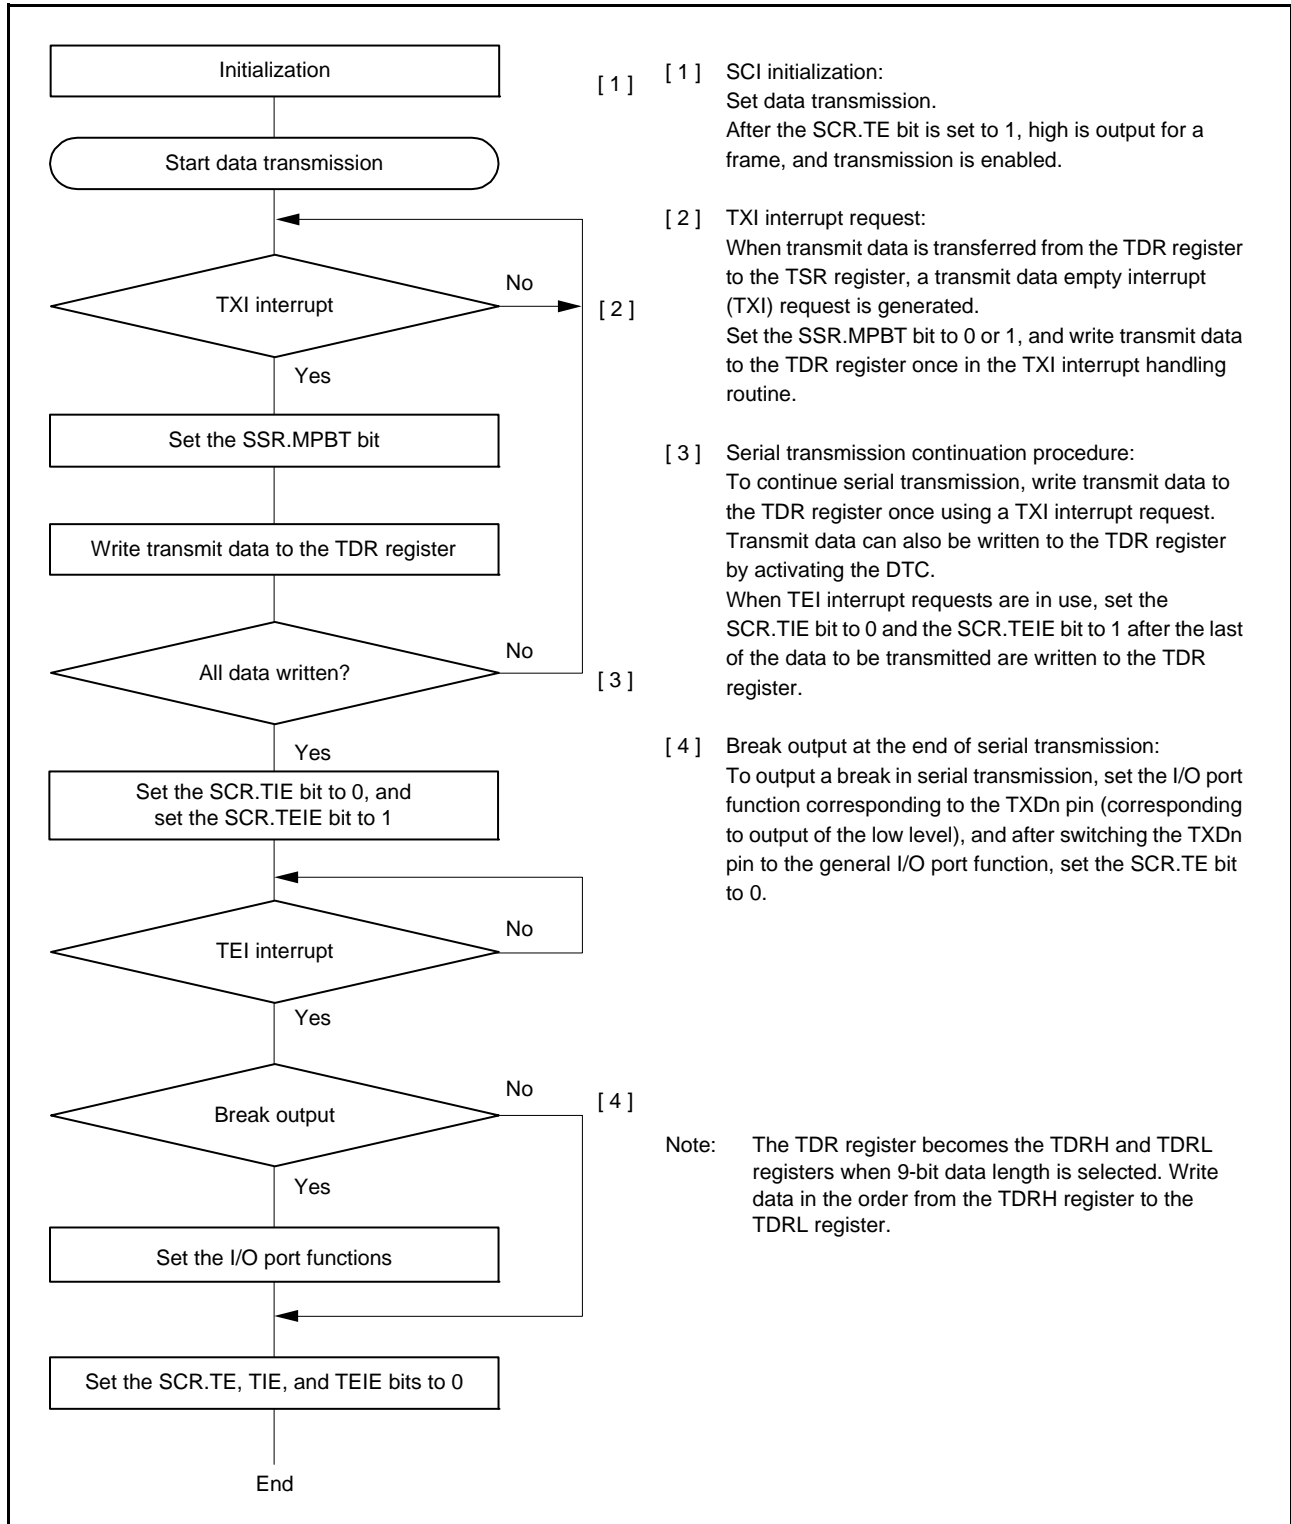 Initialization
[ 1 ]
Start data transmission
No
TXI interrupt
[ 2 ]
Yes
Set the SSR.MPBT bit
Write transmit data to the TDR register
No
All data written?
[ 3 ]
Yes
Set the SCR.TIE bit to 0, and
set the SCR.TEIE bit to 1
No
TEI interrupt
Yes
No
Break output
[ 4 ]
Yes
Set the I/O port functions
Set the SCR.TE, TIE, and TEIE bits to 0
End
[ 1 ] SCI initialization:
Set data transmission.
After the SCR.TE bit is set to 1, high is output for a
frame, and transmission is enabled.
[ 2 ] TXI interrupt request:
When transmit data is transferred from the TDR register
to the TSR register, a transmit data empty interrupt
(TXI) request is generated.
Set the SSR.MPBT bit to 0 or 1, and write transmit data
to the TDR register once in the TXI interrupt handling
routine.
[ 3 ] Serial transmission continuation procedure:
To continue serial transmission, write transmit data to
the TDR register once using a TXI interrupt request.
Transmit data can also be written to the TDR register
by activating the DTC.
When TEI interrupt requests are in use, set the
SCR.TIE bit to 0 and the SCR.TEIE bit to 1 after the last
of the data to be transmitted are written to the TDR
register.
[ 4 ] Break output at the end of serial transmission:
To output a break in serial transmission, set the I/O port
function corresponding to the TXDn pin (corresponding
to output of the low level), and after switching the TXDn
pin to the general I/O port function, set the SCR.TE bit
to 0.
Note: The TDR register becomes the TDRH and TDRL
registers when 9-bit data length is selected. Write
data in the order from the TDRH register to the
TDRL register.